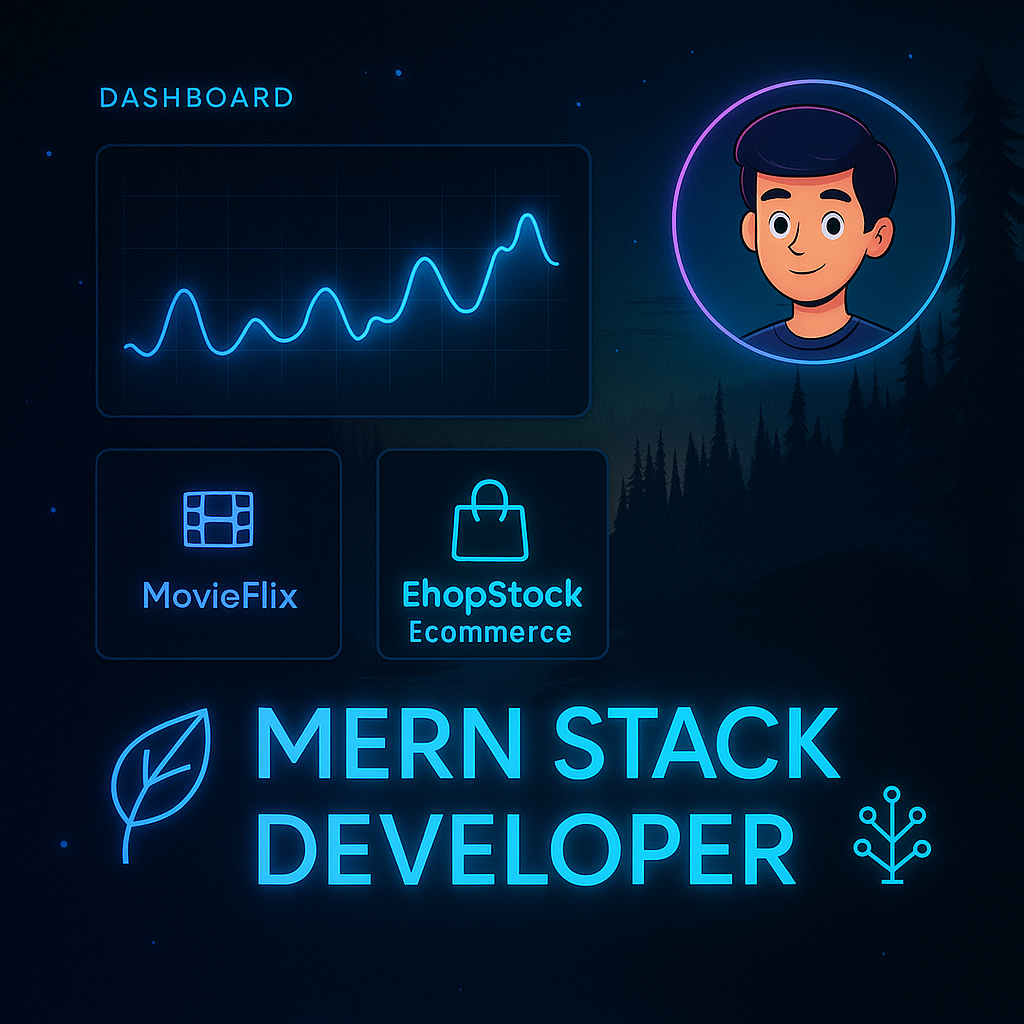 DASHBOARD
MovieFlix
EhopStock
Ecommerce
MERN STACK
DEVELOPER